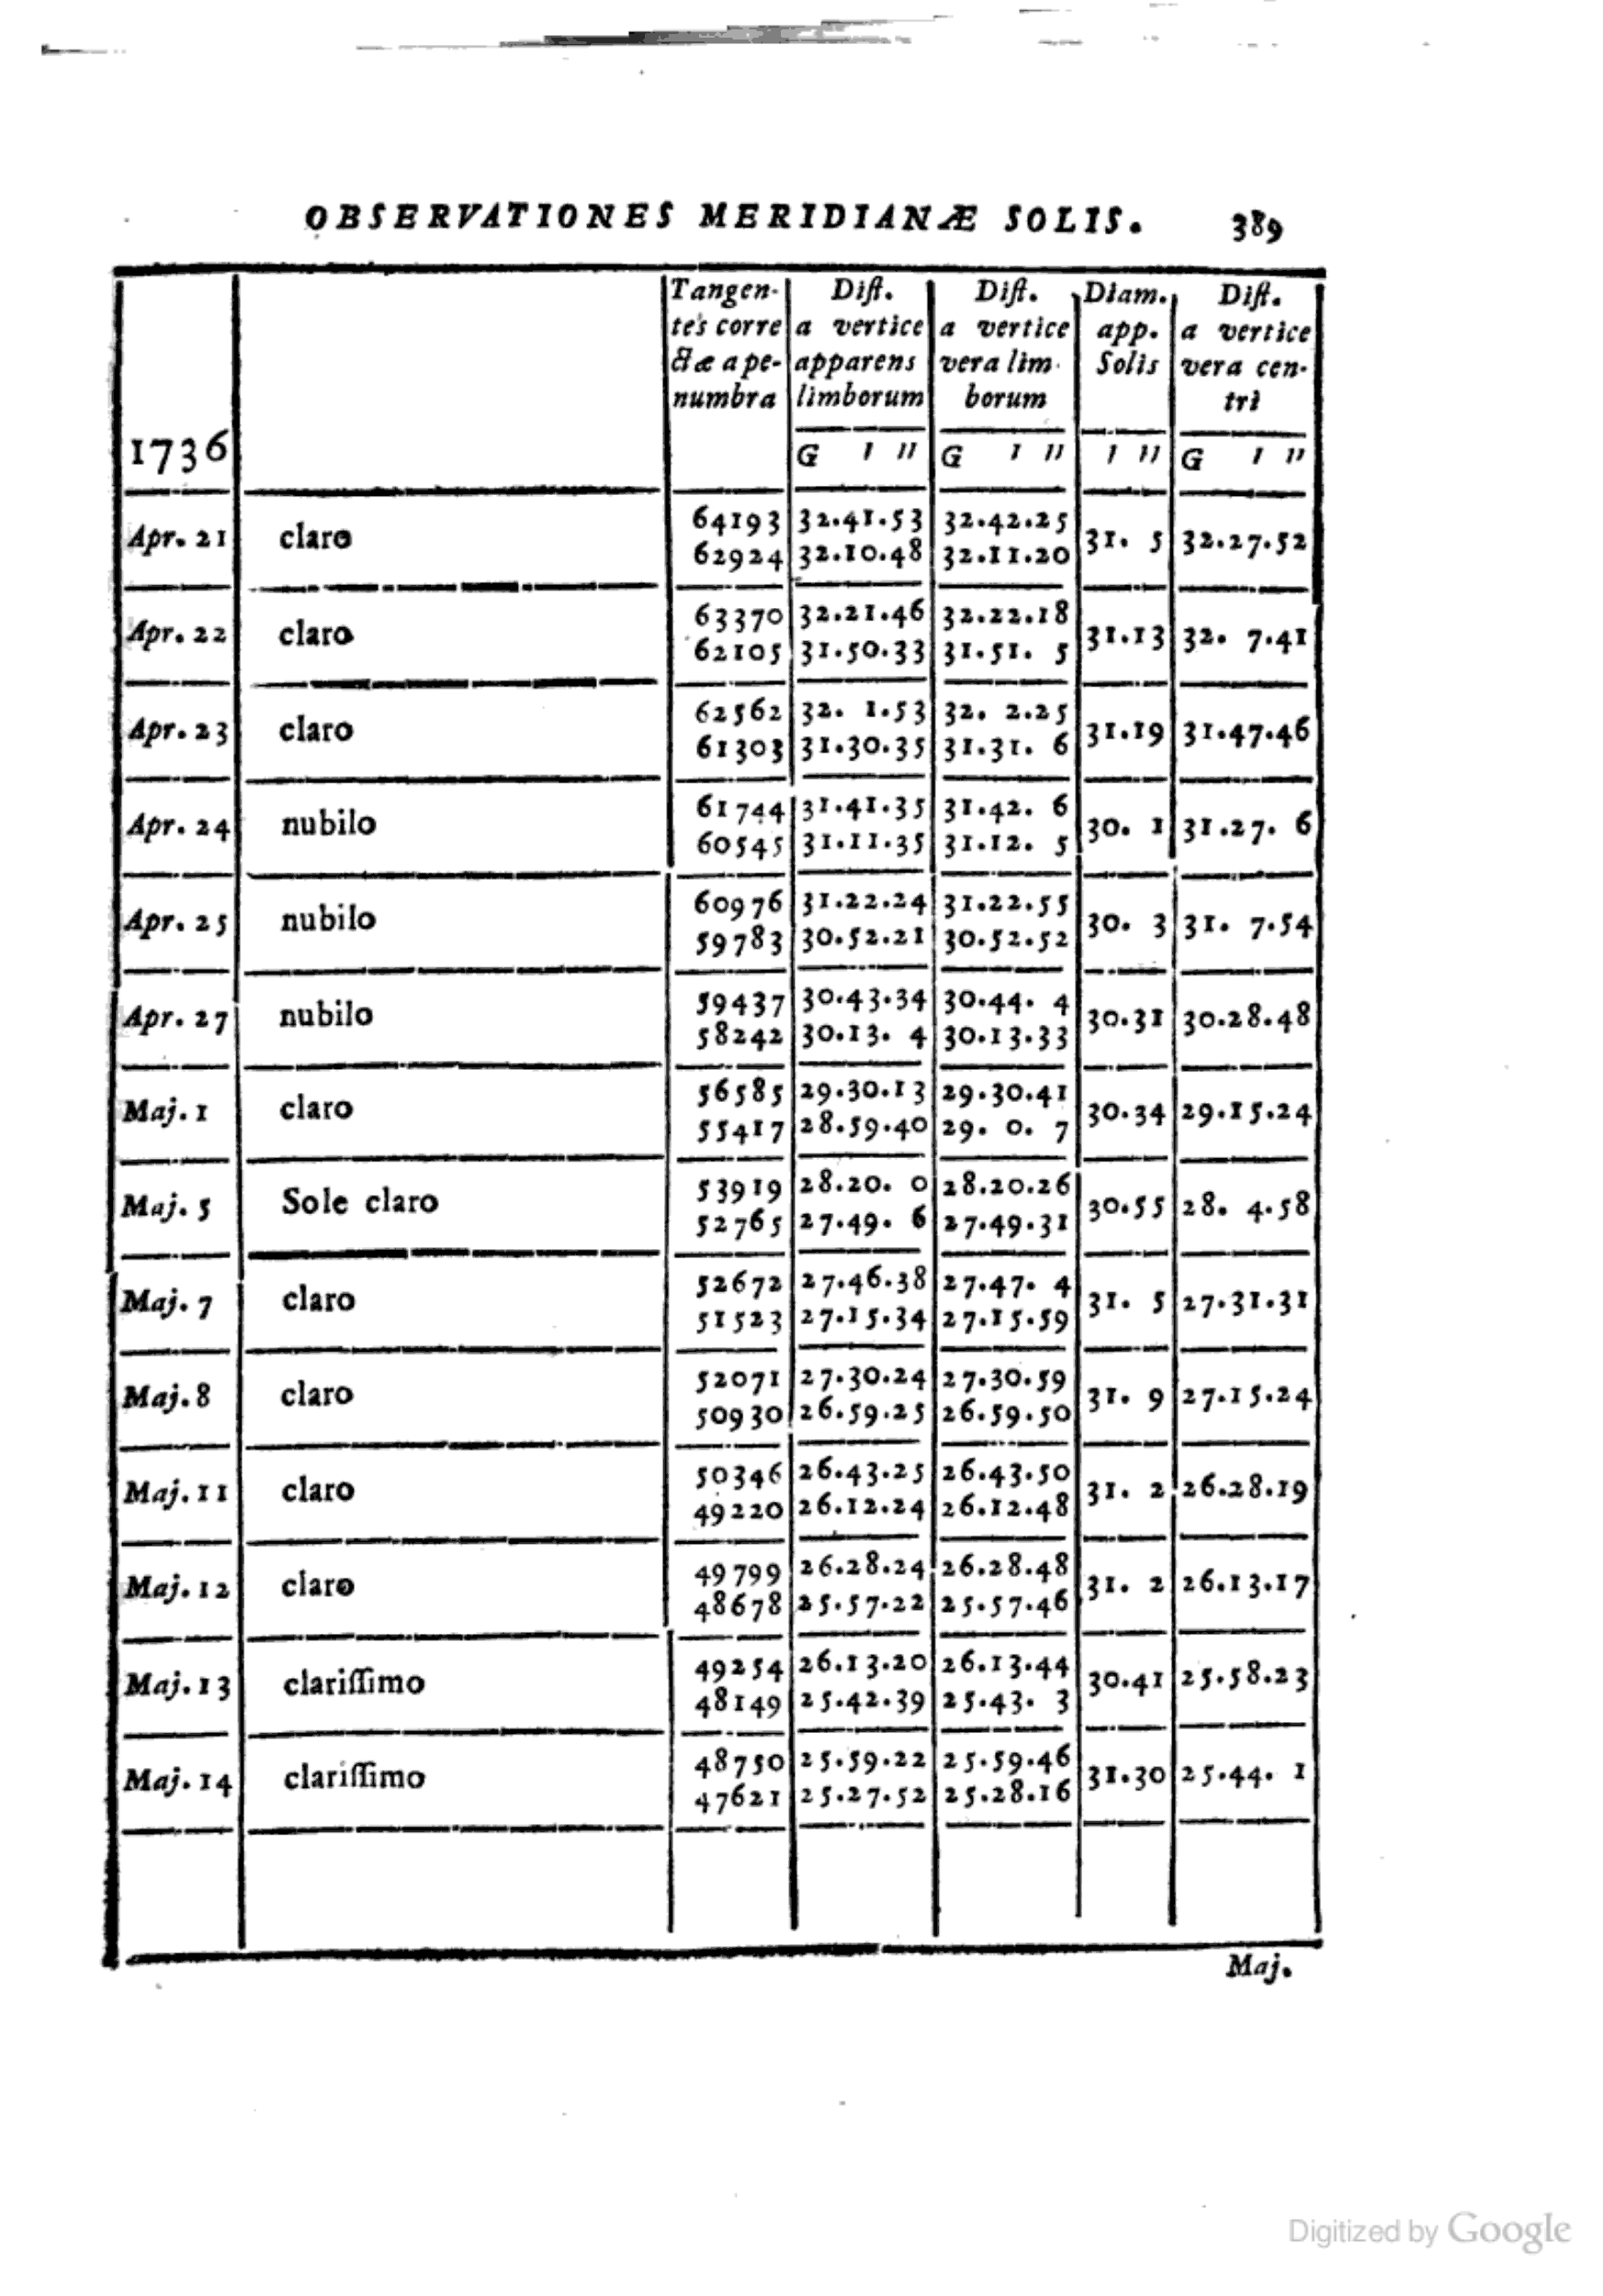 OBSERVATIONES MERIDIANÆ SOLIS. 389
1736
Tangen-
tes corre
ctæ a pe-
numbra
Diſt.
a vertice
apparens
limborum
G ı ıı
Diſt.
a vertice
vera lim-
borum
G ı ıı
Diam.
app.
Solis
ı ıı
Diſt.
a vertice
vera cen-
tri
G ı ıı
Apr. 21 claro 64193 32.41.53 32.42.25 31. 5 32.27.52
62924 32.10.48 32.11.20
Apr. 22 claro 63370 32.21.46 32.22.18 31.13 32. 7.41
62105 31.50.33 31.51. 5
Apr. 23 claro 62562 32. 1.53 32. 2.25 31.19 31.47.46
61303 31.30.35 31.31. 6
Apr. 24 nubilo 61744 31.41.35 31.42. 6 30. 1 31.27. 6
60545 31.11.35 31.12. 5
Apr. 25 nubilo 60976 31.22.24 31.22.55 30. 3 31. 7.54
59783 30.52.21 30.52.52
Apr. 27 nubilo 59437 30.43.34 30.44. 4 30.31 30.28.48
58242 30.13. 4 30.13.33
Maj. 1 claro 56585 29.30.13 29.30.41 30.34 29.15.24
55417 28.59.40 29. 0. 7
Maj. 5 Sole claro 53919 28.20. 0 28.20.26 30.55 28. 4.58
52765 27.49. 6 27.49.31
Maj. 7 claro 52672 27.46.38 27.47. 4 31. 5 27.31.31
51523 27.15.34 27.15.59
Maj. 8 claro 52071 27.30.24 27.30.59 31. 9 27.15.24
50930 26.59.25 26.59.50
Maj. 11 claro 50346 26.43.25 26.43.50 31. 2 26.28.19
49220 26.12.24 26.12.48
Maj. 12 claro 49799 26.28.24 26.28.48 31. 2 26.13.17
48678 25.57.22 25.57.46
Maj. 13 clariſſimo 49254 26.13.20 26.13.44 30.41 25.58.23
48149 25.42.39 25.43. 3
Maj. 14 clariſſimo 48750 25.59.22 25.59.46 31.30 25.44. 1
47621 25.27.52 25.28.16
Maj.
Digitized by Google